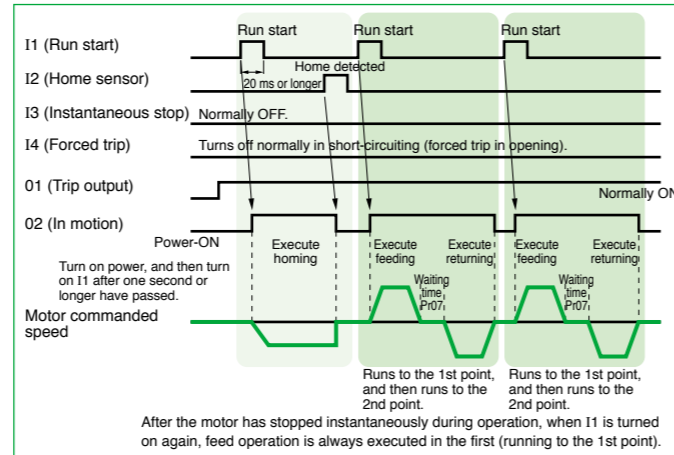 Run start Run start Run start
I1 (Run start)
Home detected
I2 (Home sensor)
20 ms or longer
I3 (Instantaneous stop) Normally OFF.
I4 (Forced trip) Turns off normally in short-circuiting (forced trip in opening).
01 (Trip output)
Normally ON
02 (In motion)
Power-ON
Execute homing
Execute feeding
Execute returning
Execute feeding
Execute returning
Turn on power, and then turn
on I1 after one second or
longer have passed.
Waiting
time
Pr07
Waiting
time
Pr07
Motor commanded
speed
Runs to the 1st point,
and then runs to the
2nd point.
Runs to the 1st point,
and then runs to the
2nd point.
After the motor has stopped instantaneously during operation, when I1 is turned
on again, feed operation is always executed in the first (running to the 1st point).